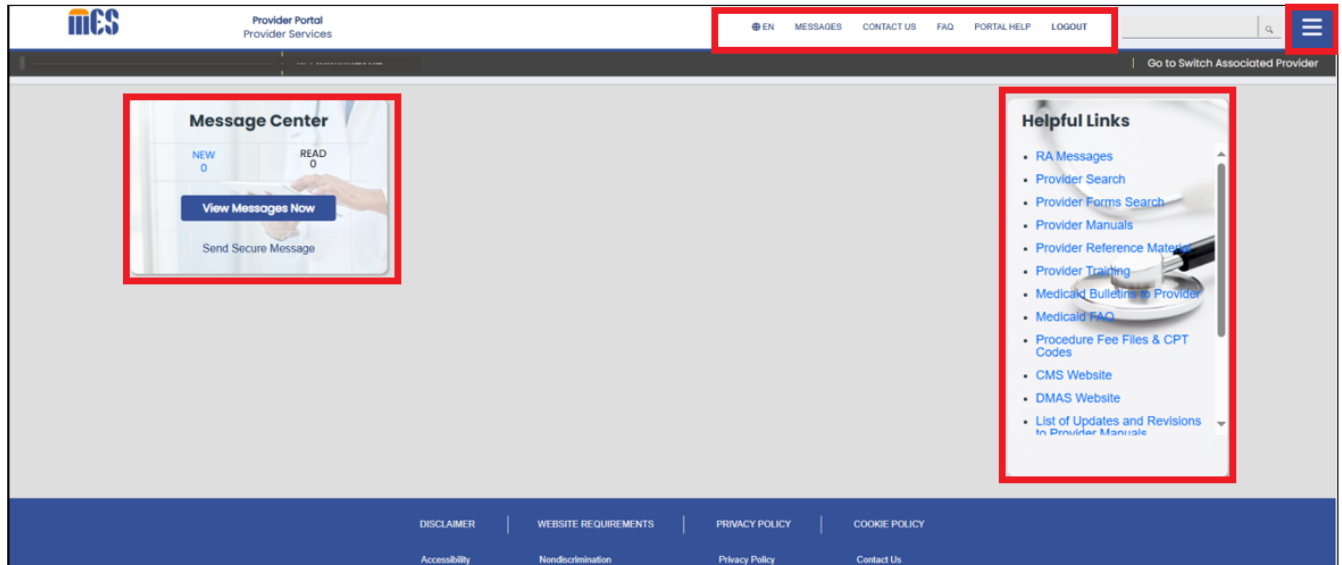 mES
Provider Portal
Provider Services
EN MESSAGES CONTACT US FAQ PORTAL HELP LOGOUT
Go to Switch Associated Provider
Message Center
NEW READ
0 0
View Messages Now
Send Secure Message
Helpful Links
RA Messages
Provider Search
Provider Forms Search
Provider Manuals
Provider Reference Material
Provider Training
Medicaid Bulletins to Provider
Medicaid FAQ
Procedure Fee Files & CPT
Codes
CMS Website
DMAS Website
List of Updates and Revisions
to Provider Manuals
DISCLAIMER WEBSITE REQUIREMENTS PRIVACY POLICY COOKIE POLICY
Accessibility Nondiscrimination Privacy Policy Contact Us